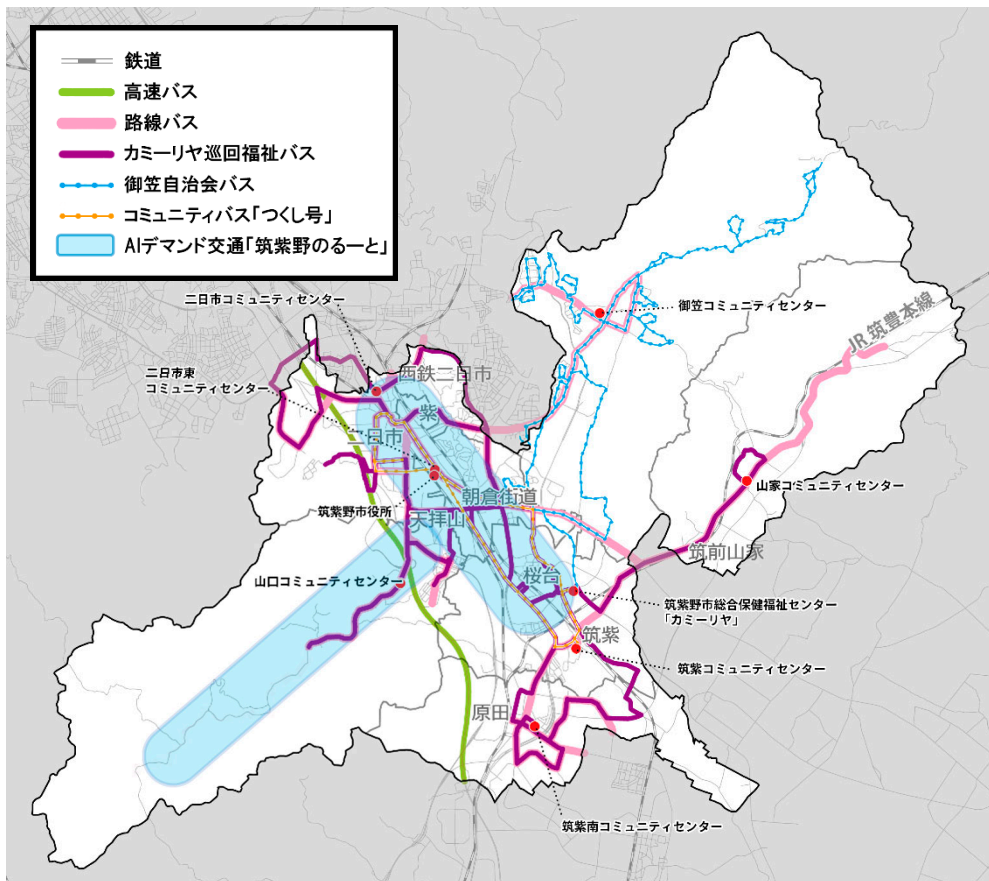 鉄道
高速バス
路線バス
カミーリヤ巡回福祉バス
御笠自治会バス
コミュニティバス「つくし号」
AIデマンド交通「筑紫野のるーと」
二日市コミュニティセンター
御笠コミュニティセンター
JR筑豊本線
二日市東
コミュニティセンター
西鉄二日市
紫
二日市
山家コミュニティセンター
朝倉街道
筑紫野市役所
天拝山
筑前山家
山口コミュニティセンター
桜台
筑紫野市総合保健福祉センター
「カミーリヤ」
筑紫
筑紫コミュニティセンター
原田
筑紫南コミュニティセンター